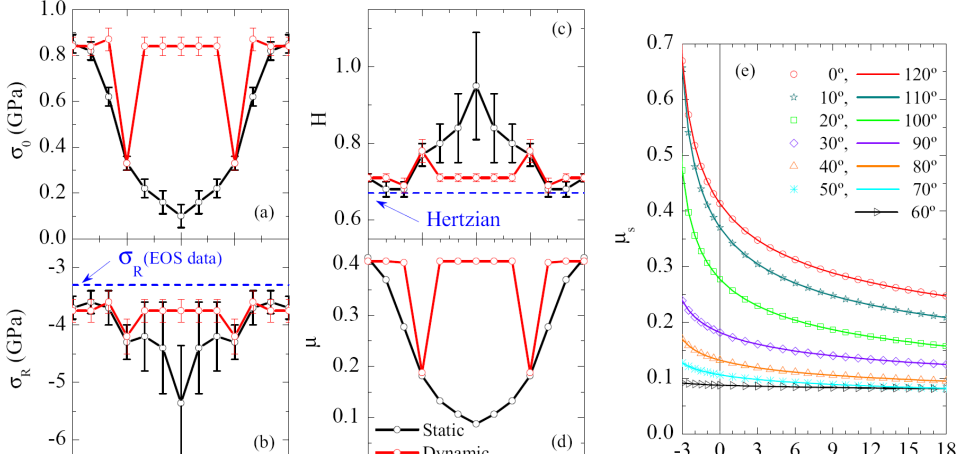 1.0
0.8
0.6
0.4
0.2
0.0
σ0 (GPa)
(a)
-3
-4
-5
-6
σR (GPa)
σR (EOS data)
(b)
1.0
0.8
0.6
H
(c)
Hertzian
0.4
0.3
0.2
0.1
μ
Static
Dynamic
(d)
0.7
0.6
0.5
0.4
0.3
0.2
0.1
0.0
μs
(e)
0º, 120º
10º, 110º
20º, 100º
30º, 90º
40º, 80º
50º, 70º
60º
-3 0 3 6 9 12 15 18